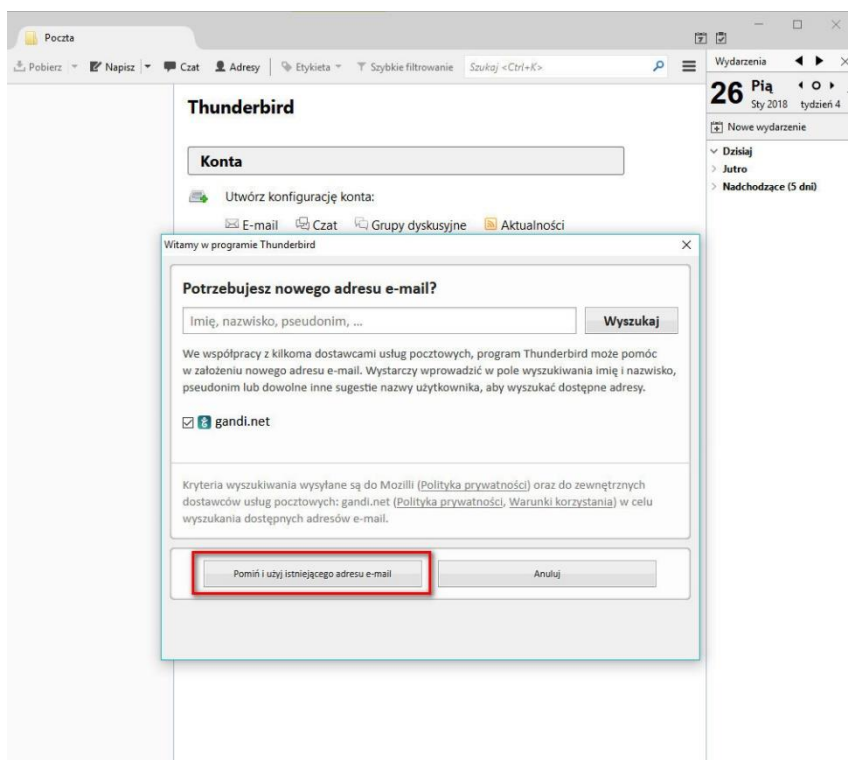 Poczta
Pobierz Napisz Czat Adresy Etykieta Szybkie filtrowanie Szukaj <Ctrl+K>
Wydarzenia
26 Pią
Sty 2018 tydzień 4
Nowe wydarzenie
Dzisiaj
Jutro
Nadchodzące (5 dni)
Thunderbird
Konta
Utwórz konfigurację konta:
E-mail Czat Grupy dyskusyjne Aktualności
Witamy w programie Thunderbird
Potrzebujesz nowego adresu e-mail?
Imię, nazwisko, pseudonim, ... Wyszukaj
We współpracy z kilkoma dostawcami usług pocztowych, program Thunderbird może pomóc
w założeniu nowego adresu e-mail. Wystarczy wprowadzić w pole wyszukiwania imię i nazwisko,
pseudonim lub dowolne inne sugestie nazwy użytkownika, aby wyszukać dostępne adresy.
gandi.net
Kryteria wyszukiwania wysyłane są do Mozilli (Polityka prywatności) oraz do zewnętrznych
dostawców usług pocztowych: gandi.net (Polityka prywatności, Warunki korzystania) w celu
wyszukania dostępnych adresów e-mail.
Pomiń i użyj istniejącego adresu e-mail Anuluj